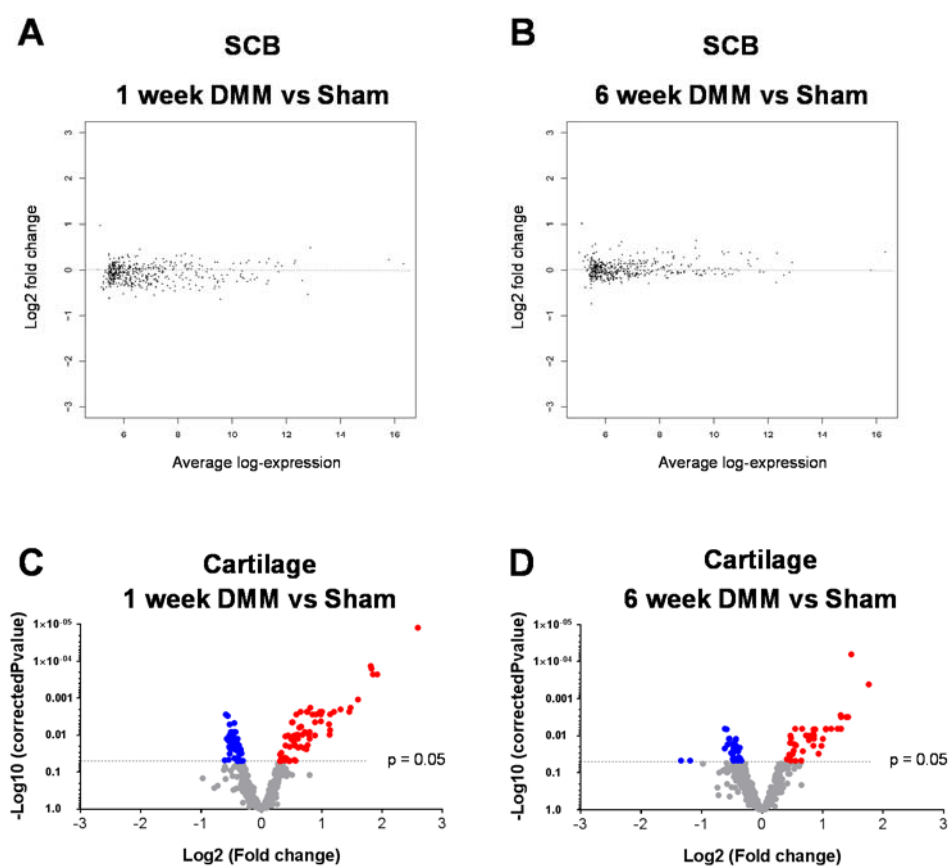 A
SCB
1 week DMM vs Sham
Log2 fold change
3
2
1
0
−1
−2
−3
6 8 10 12 14 16
Average log-expression
B
SCB
6 week DMM vs Sham
Log2 fold change
3
2
1
0
−1
−2
−3
6 8 10 12 14 16
Average log-expression
C
Cartilage
1 week DMM vs Sham
-Log10 (correctedPvalue)
1×10⁻⁰⁵
1×10⁻⁰⁴
0.001
0.01
0.1
1.0
p = 0.05
-3 -2 -1 0 1 2 3
Log2 (Fold change)
D
Cartilage
6 week DMM vs Sham
-Log10 (correctedPvalue)
1×10⁻⁰⁵
1×10⁻⁰⁴
0.001
0.01
0.1
1.0
p = 0.05
-3 -2 -1 0 1 2 3
Log2 (Fold change)